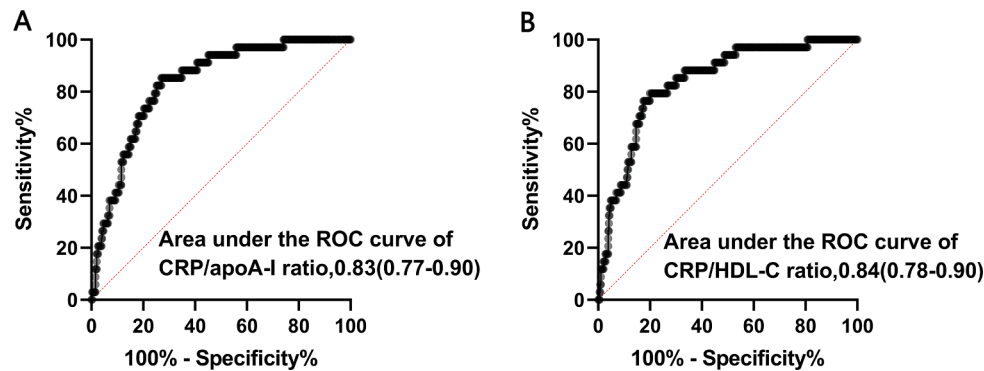 A
100
80
60
40
20
0
Sensitivity%
Area under the ROC curve of
CRP/apoA-I ratio,0.83(0.77-0.90)
0 20 40 60 80 100
100% - Specificity%
B
100
80
60
40
20
0
Sensitivity%
Area under the ROC curve of
CRP/HDL-C ratio,0.84(0.78-0.90)
0 20 40 60 80 100
100% - Specificity%